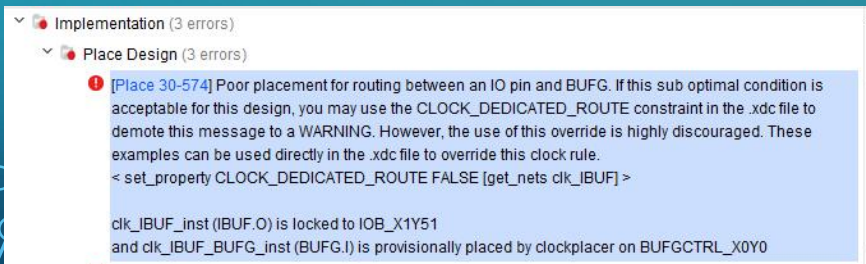 Implementation (3 errors)
Place Design (3 errors)
[Place 30-574] Poor placement for routing between an IO pin and BUFG. If this sub optimal condition is
acceptable for this design, you may use the CLOCK_DEDICATED_ROUTE constraint in the .xdc file to
demote this message to a WARNING. However, the use of this override is highly discouraged. These
examples can be used directly in the .xdc file to override this clock rule.
< set_property CLOCK_DEDICATED_ROUTE FALSE [get_nets clk_IBUF] >
clk_IBUF_inst (IBUF.O) is locked to IOB_X1Y51
and clk_IBUF_BUFG_inst (BUFG.I) is provisionally placed by clockplacer on BUFGCTRL_X0Y0